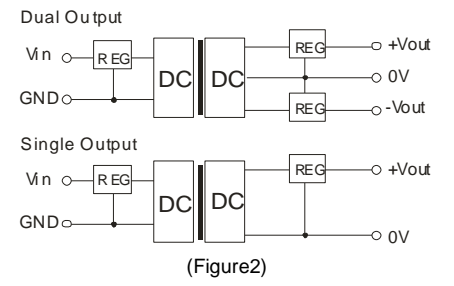 Dual Output
Vin REG DC DC REG +Vout
0V
GND REG -Vout
Single Output
Vin REG DC DC REG +Vout
GND 0V
(Figure2)